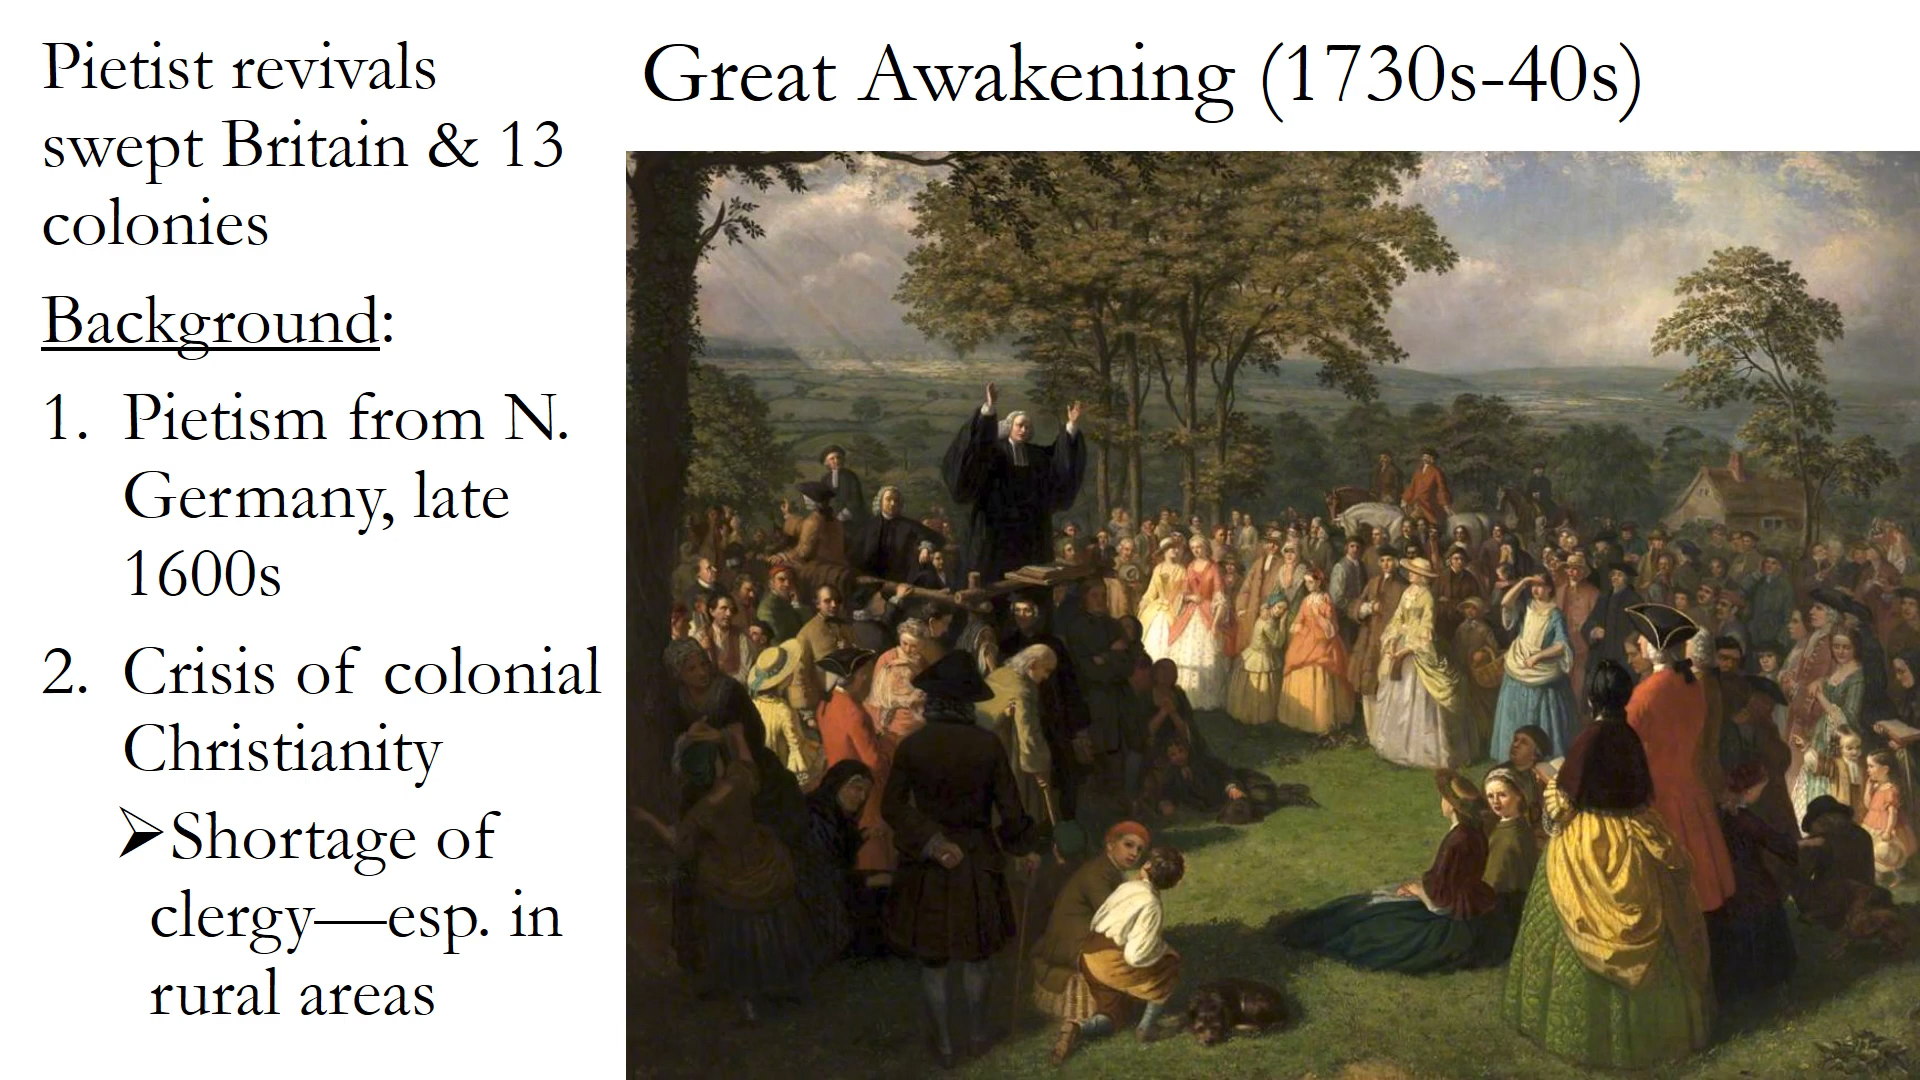 Great Awakening (1730s-40s)
Pietist revivals
swept Britain & 13
colonies
Background:
1. Pietism from N.
Germany, late
1600s
2. Crisis of colonial
Christianity
➢Shortage of
clergy—esp. in
rural areas